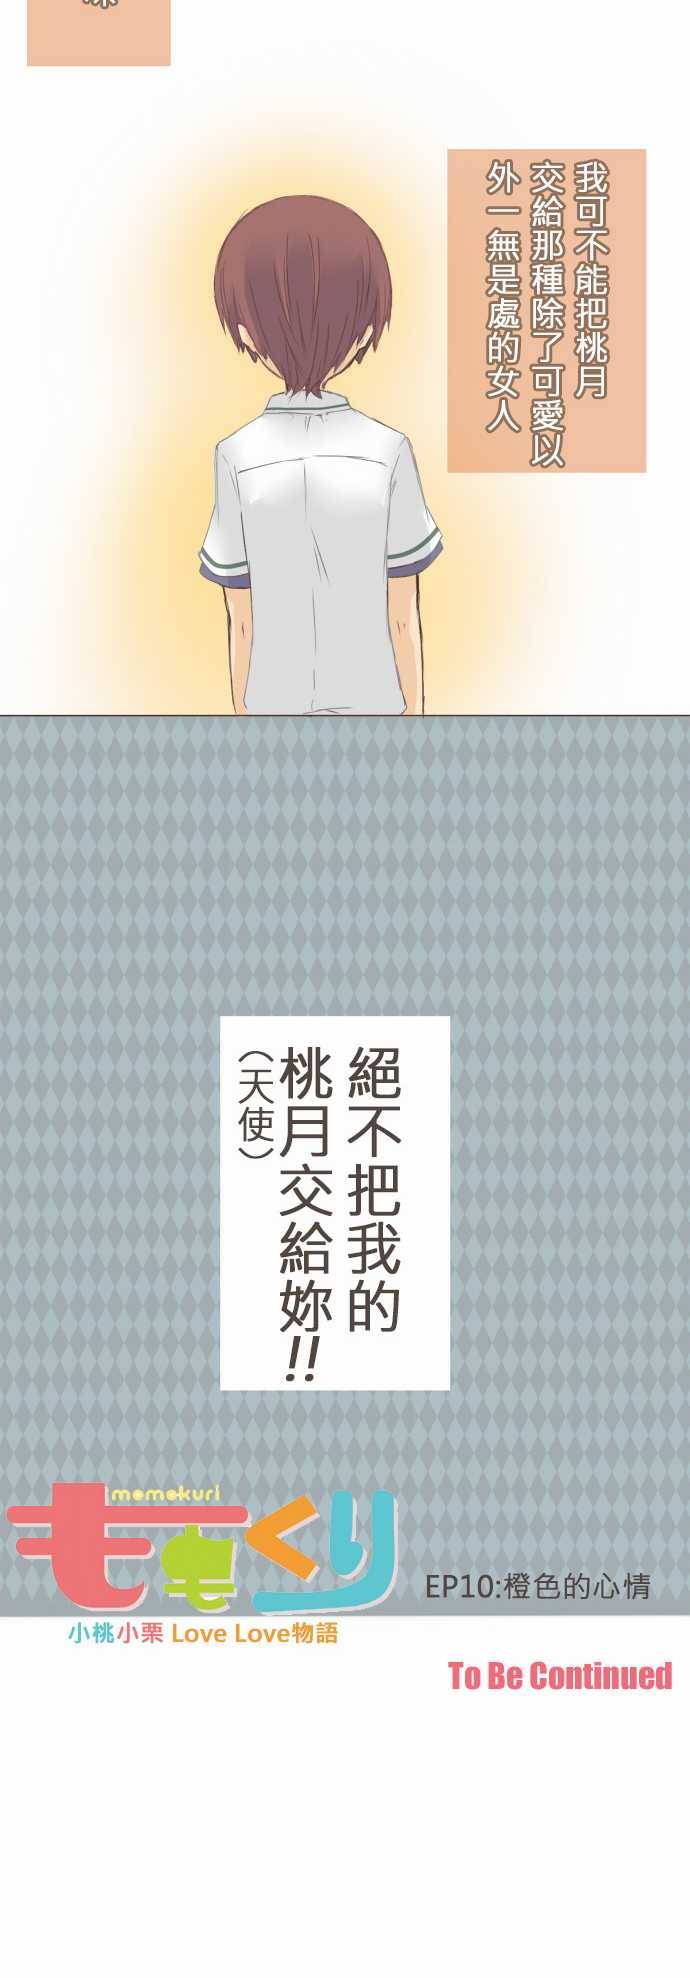 我可不能把桃月
交給那種除了可愛以
外一無是處的女人
絕不把我的
桃月交給妳!!
(天使)
momokuri
ももくり
小桃小栗 Love Love物語
EP10:橙色的心情
To Be Continued